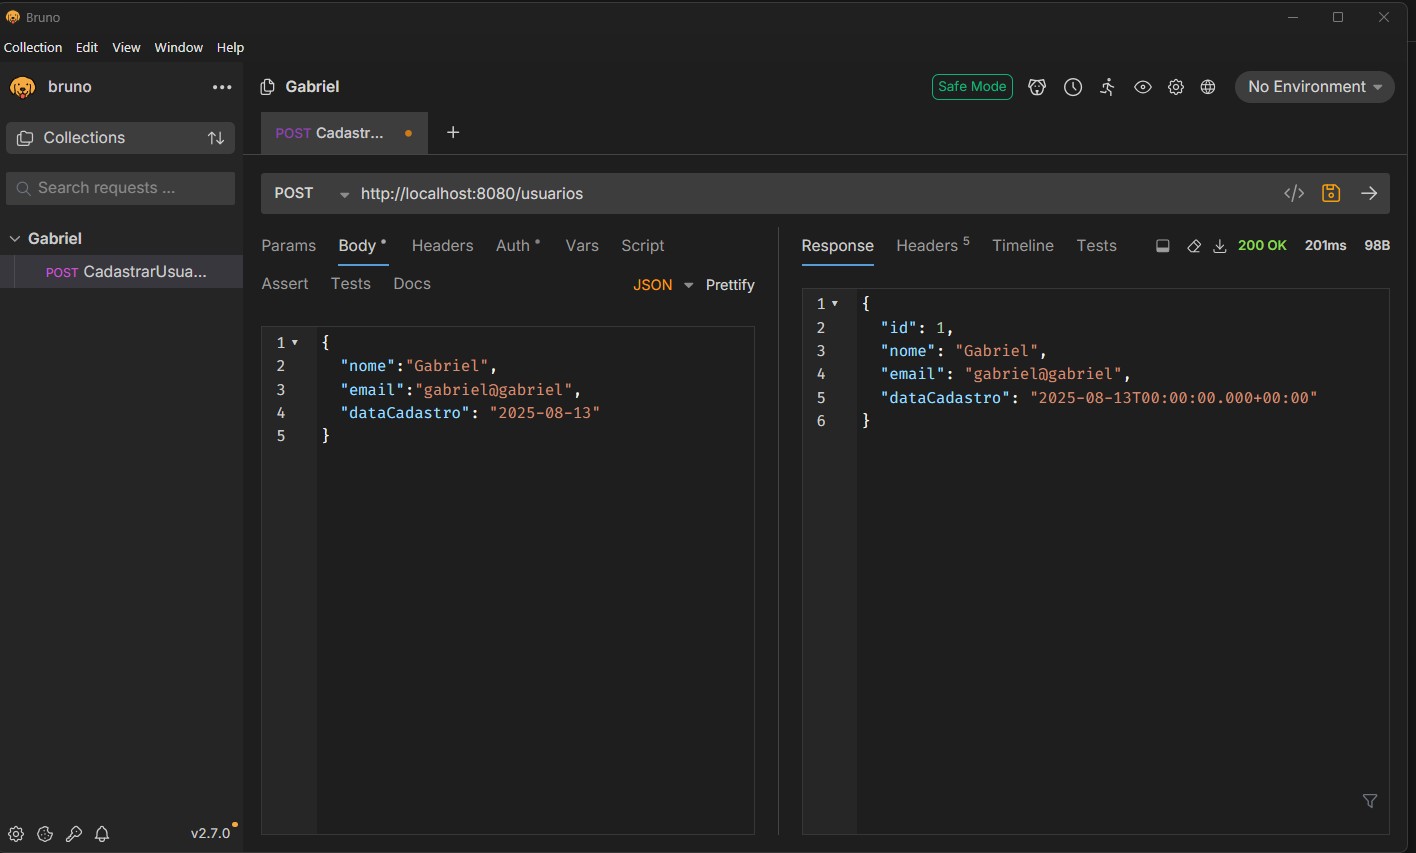 Bruno
Collection Edit View Window Help
bruno
Collections
Search requests ...
Gabriel
POST CadastrarUsua...
v2.7.0
Gabriel
Safe Mode
No Environment
POST Cadastr...
POST http://localhost:8080/usuarios
Params Body Headers Auth Vars Script
Assert Tests Docs
JSON Prettify
1 {
2 "nome":"Gabriel",
3 "email":"gabriel@gabriel",
4 "dataCadastro": "2025-08-13"
5 }
Response Headers 5 Timeline Tests 200 OK 201ms 98B
1 {
2 "id": 1,
3 "nome": "Gabriel",
4 "email": "gabriel@gabriel",
5 "dataCadastro": "2025-08-13T00:00:00.000+00:00"
6 }